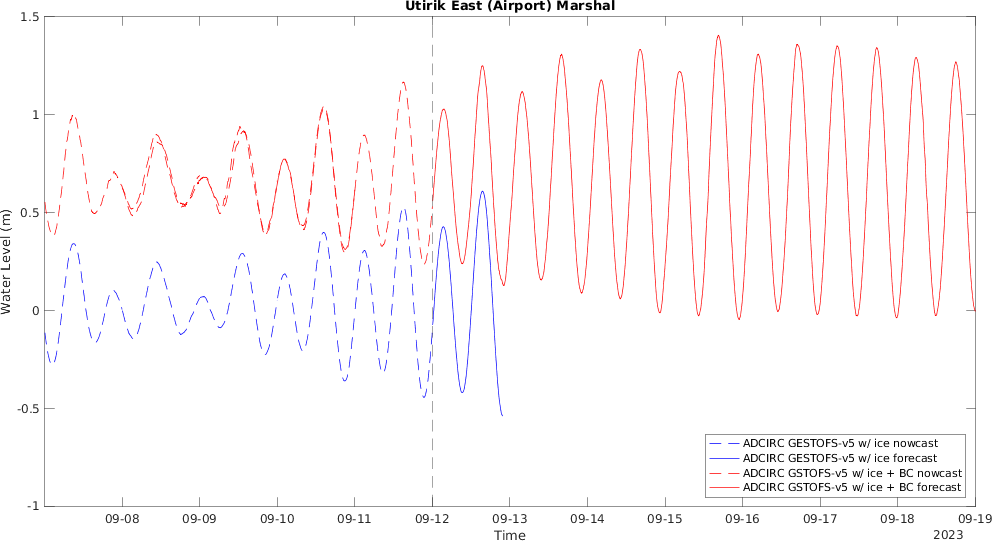 Utirik East (Airport) Marshal
1.5
1
0.5
0
-0.5
-1
Water Level (m)
ADCIRC GESTOFS-v5 w/ ice nowcast
ADCIRC GESTOFS-v5 w/ ice forecast
ADCIRC GSTOFS-v5 w/ ice + BC nowcast
ADCIRC GSTOFS-v5 w/ ice + BC forecast
09-08 09-09 09-10 09-11 09-12 09-13 09-14 09-15 09-16 09-17 09-18 09-19
Time
2023